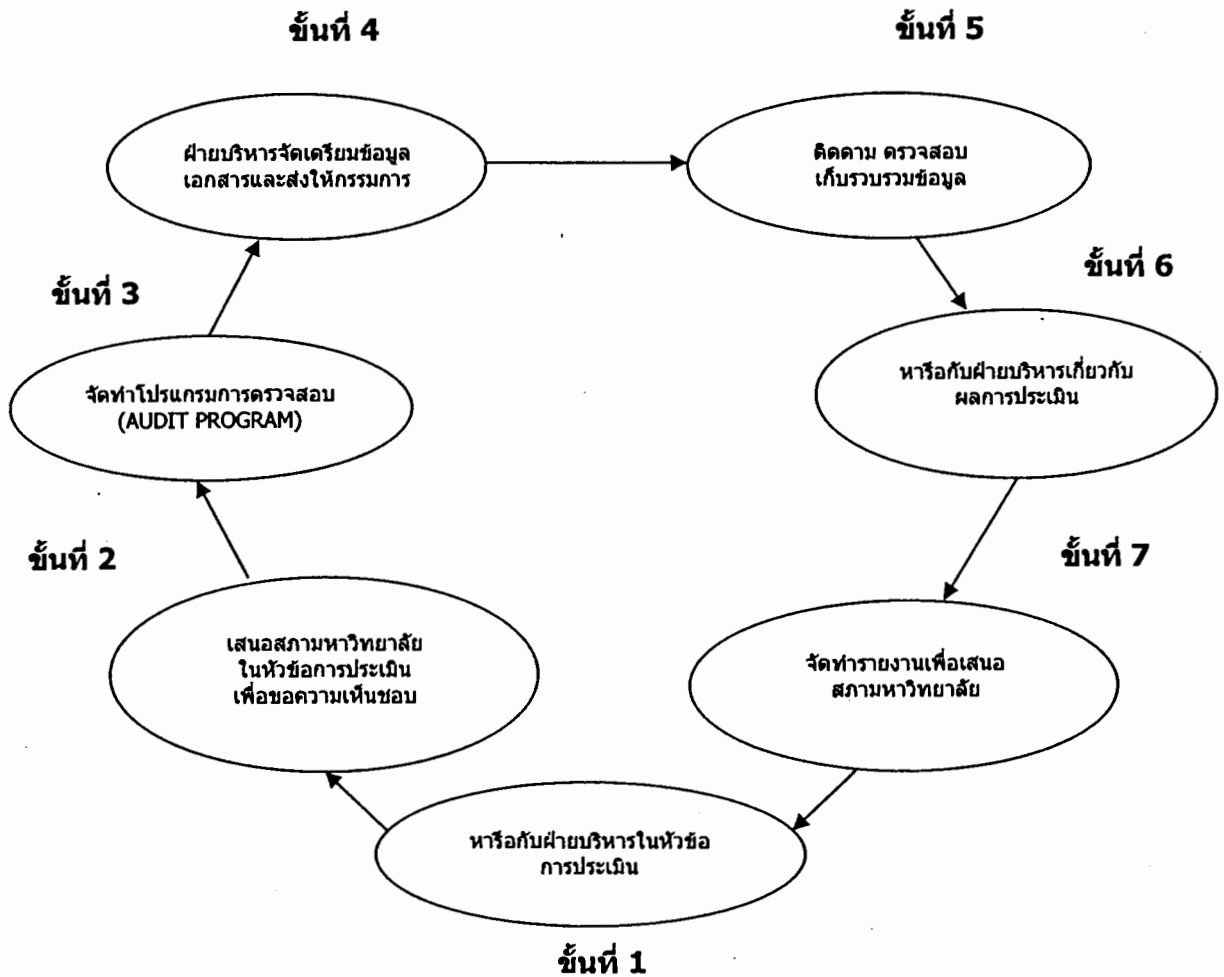 ขั้นที่ 4
ขั้นที่ 5
ฝ่ายบริหารจัดเตรียมข้อมูล
เอกสารและส่งให้กรรมการ
ติดตาม ตรวจสอบ
เก็บรวบรวมข้อมูล
ขั้นที่ 6
ขั้นที่ 3
จัดทำโปรแกรมการตรวจสอบ
(AUDIT PROGRAM)
หารือกับฝ่ายบริหารเกี่ยวกับ
ผลการประเมิน
ขั้นที่ 2
ขั้นที่ 7
เสนอสภามหาวิทยาลัย
ในหัวข้อการประเมิน
เพื่อขอความเห็นชอบ
จัดทำรายงานเพื่อเสนอ
สภามหาวิทยาลัย
หารือกับฝ่ายบริหารในหัวข้อ
การประเมิน
ขั้นที่ 1